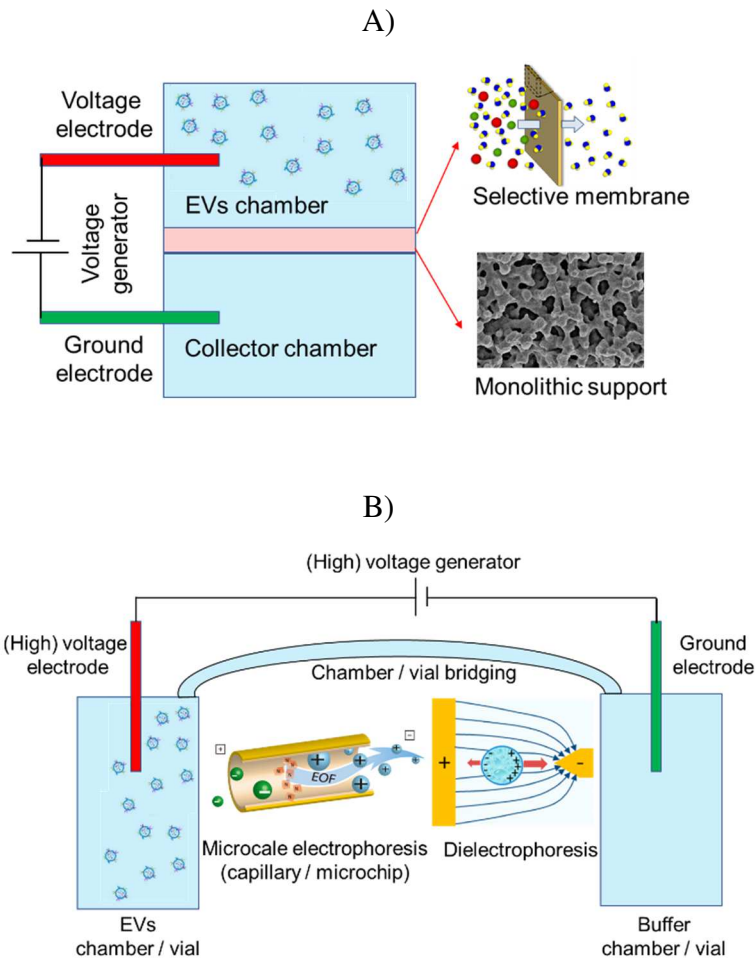 A)
Voltage
electrode
EVs chamber
Voltage
generator
Ground
electrode
Collector chamber
Selective membrane
Monolithic support
B)
(High) voltage generator
(High) voltage
electrode
Ground
electrode
Chamber / vial bridging
+
-
EOF
+
-
Microcale electrophoresis
(capillary / microchip)
Dielectrophoresis
EVs
chamber / vial
Buffer
chamber / vial